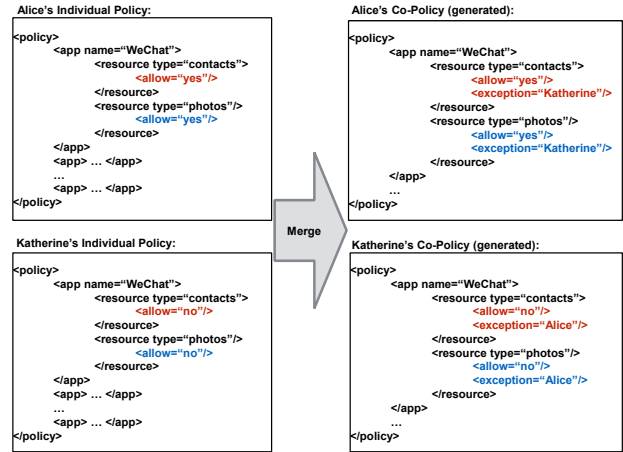 Alice's Individual Policy:
<policy>
<app name="WeChat">
<resource type="contacts">
<allow="yes"/>
</resource>
<resource type="photos"/>
<allow="yes"/>
</resource>
</app>
<app> ... </app>
...
<app> ... </app>
</policy>
Katherine's Individual Policy:
<policy>
<app name="WeChat">
<resource type="contacts">
<allow="no"/>
</resource>
<resource type="photos"/>
<allow="no"/>
</resource>
</app>
<app> ... </app>
...
<app> ... </app>
</policy>
Merge
Alice's Co-Policy (generated):
<policy>
<app name="WeChat">
<resource type="contacts">
<allow="yes"/>
<exception="Katherine"/>
</resource>
<resource type="photos"/>
<allow="yes"/>
<exception="Katherine"/>
</resource>
</app>
...
</policy>
Katherine's Co-Policy (generated):
<policy>
<app name="WeChat">
<resource type="contacts">
<allow="no"/>
<exception="Alice"/>
</resource>
<resource type="photos"/>
<allow="no"/>
<exception="Alice"/>
</resource>
</app>
...
</policy>